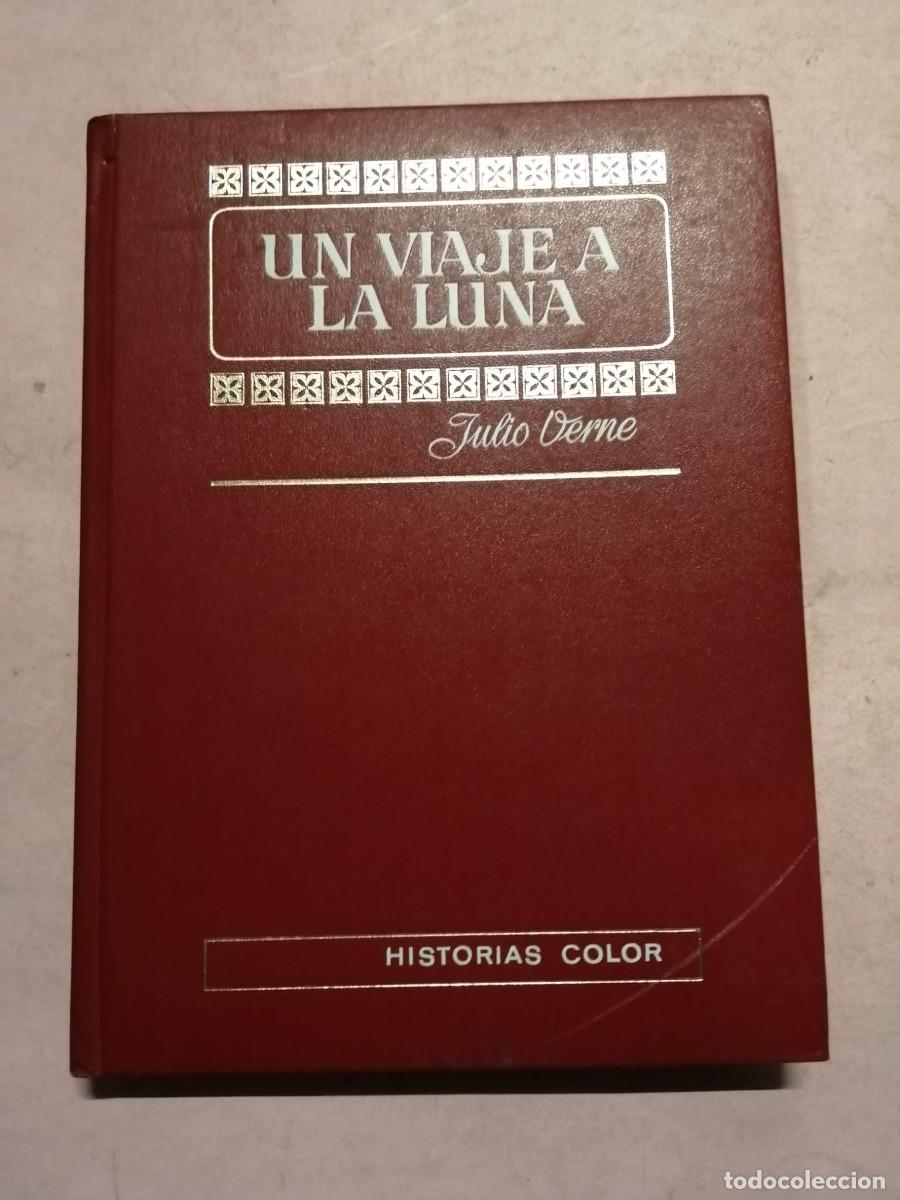 UN VIAJE A
LA LUNA
Julio Verne
HISTORIAS COLOR
todocoleccion